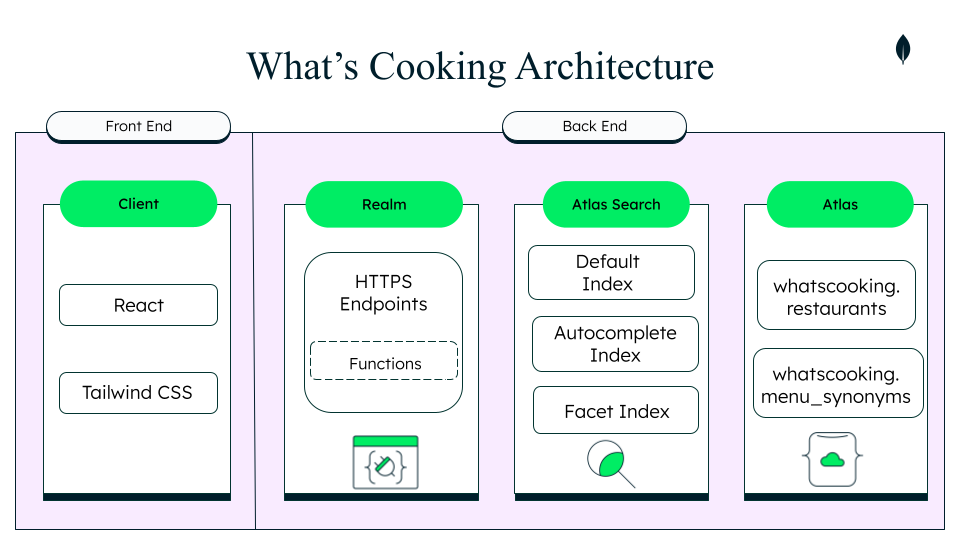 What’s Cooking Architecture
Front End
Back End
Client
React
Tailwind CSS
Realm
HTTPS
Endpoints
Functions
Atlas Search
Default
Index
Autocomplete
Index
Facet Index
Atlas
whatscooking.
restaurants
whatscooking.
menu_synonyms